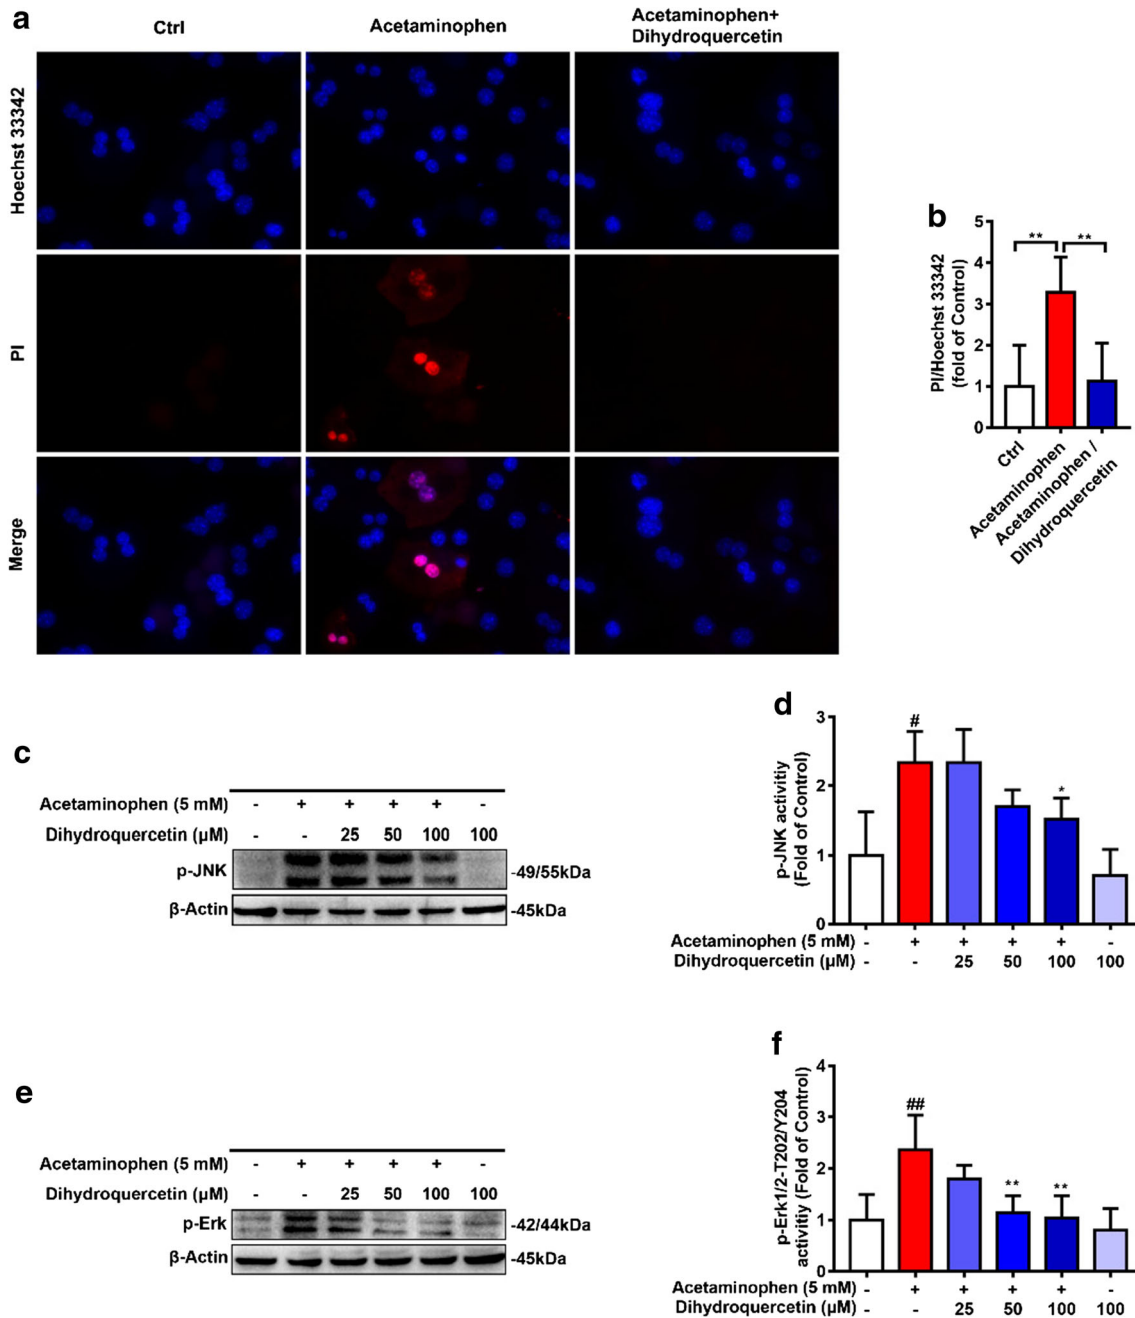 a
Ctrl
Acetaminophen
Acetaminophen+
Dihydroquercetin
Hoechst 33342
PI
Merge
b
PI/Hoechst 33342
(fold of Control)
5
4
3
2
1
0
** **
Ctrl
Acetaminophen
Acetaminophen /
Dihydroquercetin
c
Acetaminophen (5 mM) - + + + + -
Dihydroquercetin (μM) - - 25 50 100 100
p-JNK -49/55kDa
β-Actin -45kDa
d
p-JNK activitiy
(Fold of Control)
3
2
1
0
#
*
Acetaminophen (5 mM) - + + + + -
Dihydroquercetin (μM) - - 25 50 100 100
e
Acetaminophen (5 mM) - + + + + -
Dihydroquercetin (μM) - - 25 50 100 100
p-Erk -42/44kDa
β-Actin -45kDa
f
p-Erk1/2-T202/Y204
activitiy (Fold of Control)
4
3
2
1
0
##
** **
Acetaminophen (5 mM) - + + + + -
Dihydroquercetin (μM) - - 25 50 100 100